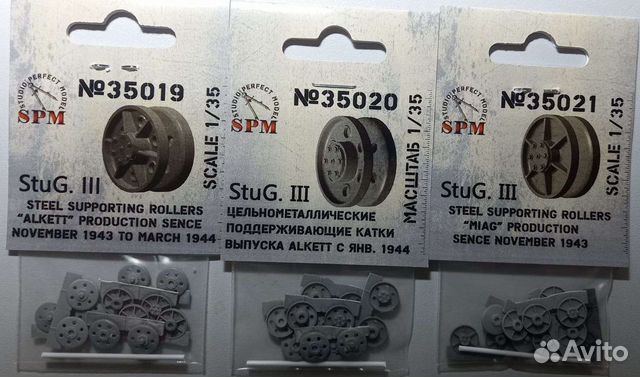 STUDIO PERFECT MODEL
SPM
№35019
SCALE 1/35
StuG. III
STEEL SUPPORTING ROLLERS
"ALKETT" PRODUCTION SENCE
NOVEMBER 1943 TO MARCH 1944
STUDIO PERFECT MODEL
SPM
№35020
МАСШТАБ 1/35
StuG. III
ЦЕЛЬНОМЕТАЛЛИЧЕСКИЕ
ПОДДЕРЖИВАЮЩИЕ КАТКИ
ВЫПУСКА ALKETT С ЯНВ. 1944
STUDIO PERFECT MODEL
SPM
№35021
SCALE 1/35
StuG. III
STEEL SUPPORTING ROLLERS
"MIAG" PRODUCTION
SENCE NOVEMBER 1943
Avito